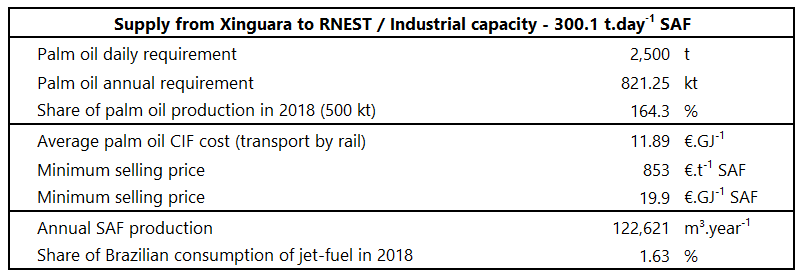 Supply from Xinguara to RNEST / Industrial capacity - 300.1 t.day⁻¹ SAF
Palm oil daily requirement 2,500 t
Palm oil annual requirement 821.25 kt
Share of palm oil production in 2018 (500 kt) 164.3 %
Average palm oil CIF cost (transport by rail) 11.89 €.GJ⁻¹
Minimum selling price 853 €.t⁻¹ SAF
Minimum selling price 19.9 €.GJ⁻¹ SAF
Annual SAF production 122,621 m³.year⁻¹
Share of Brazilian consumption of jet-fuel in 2018 1.63 %